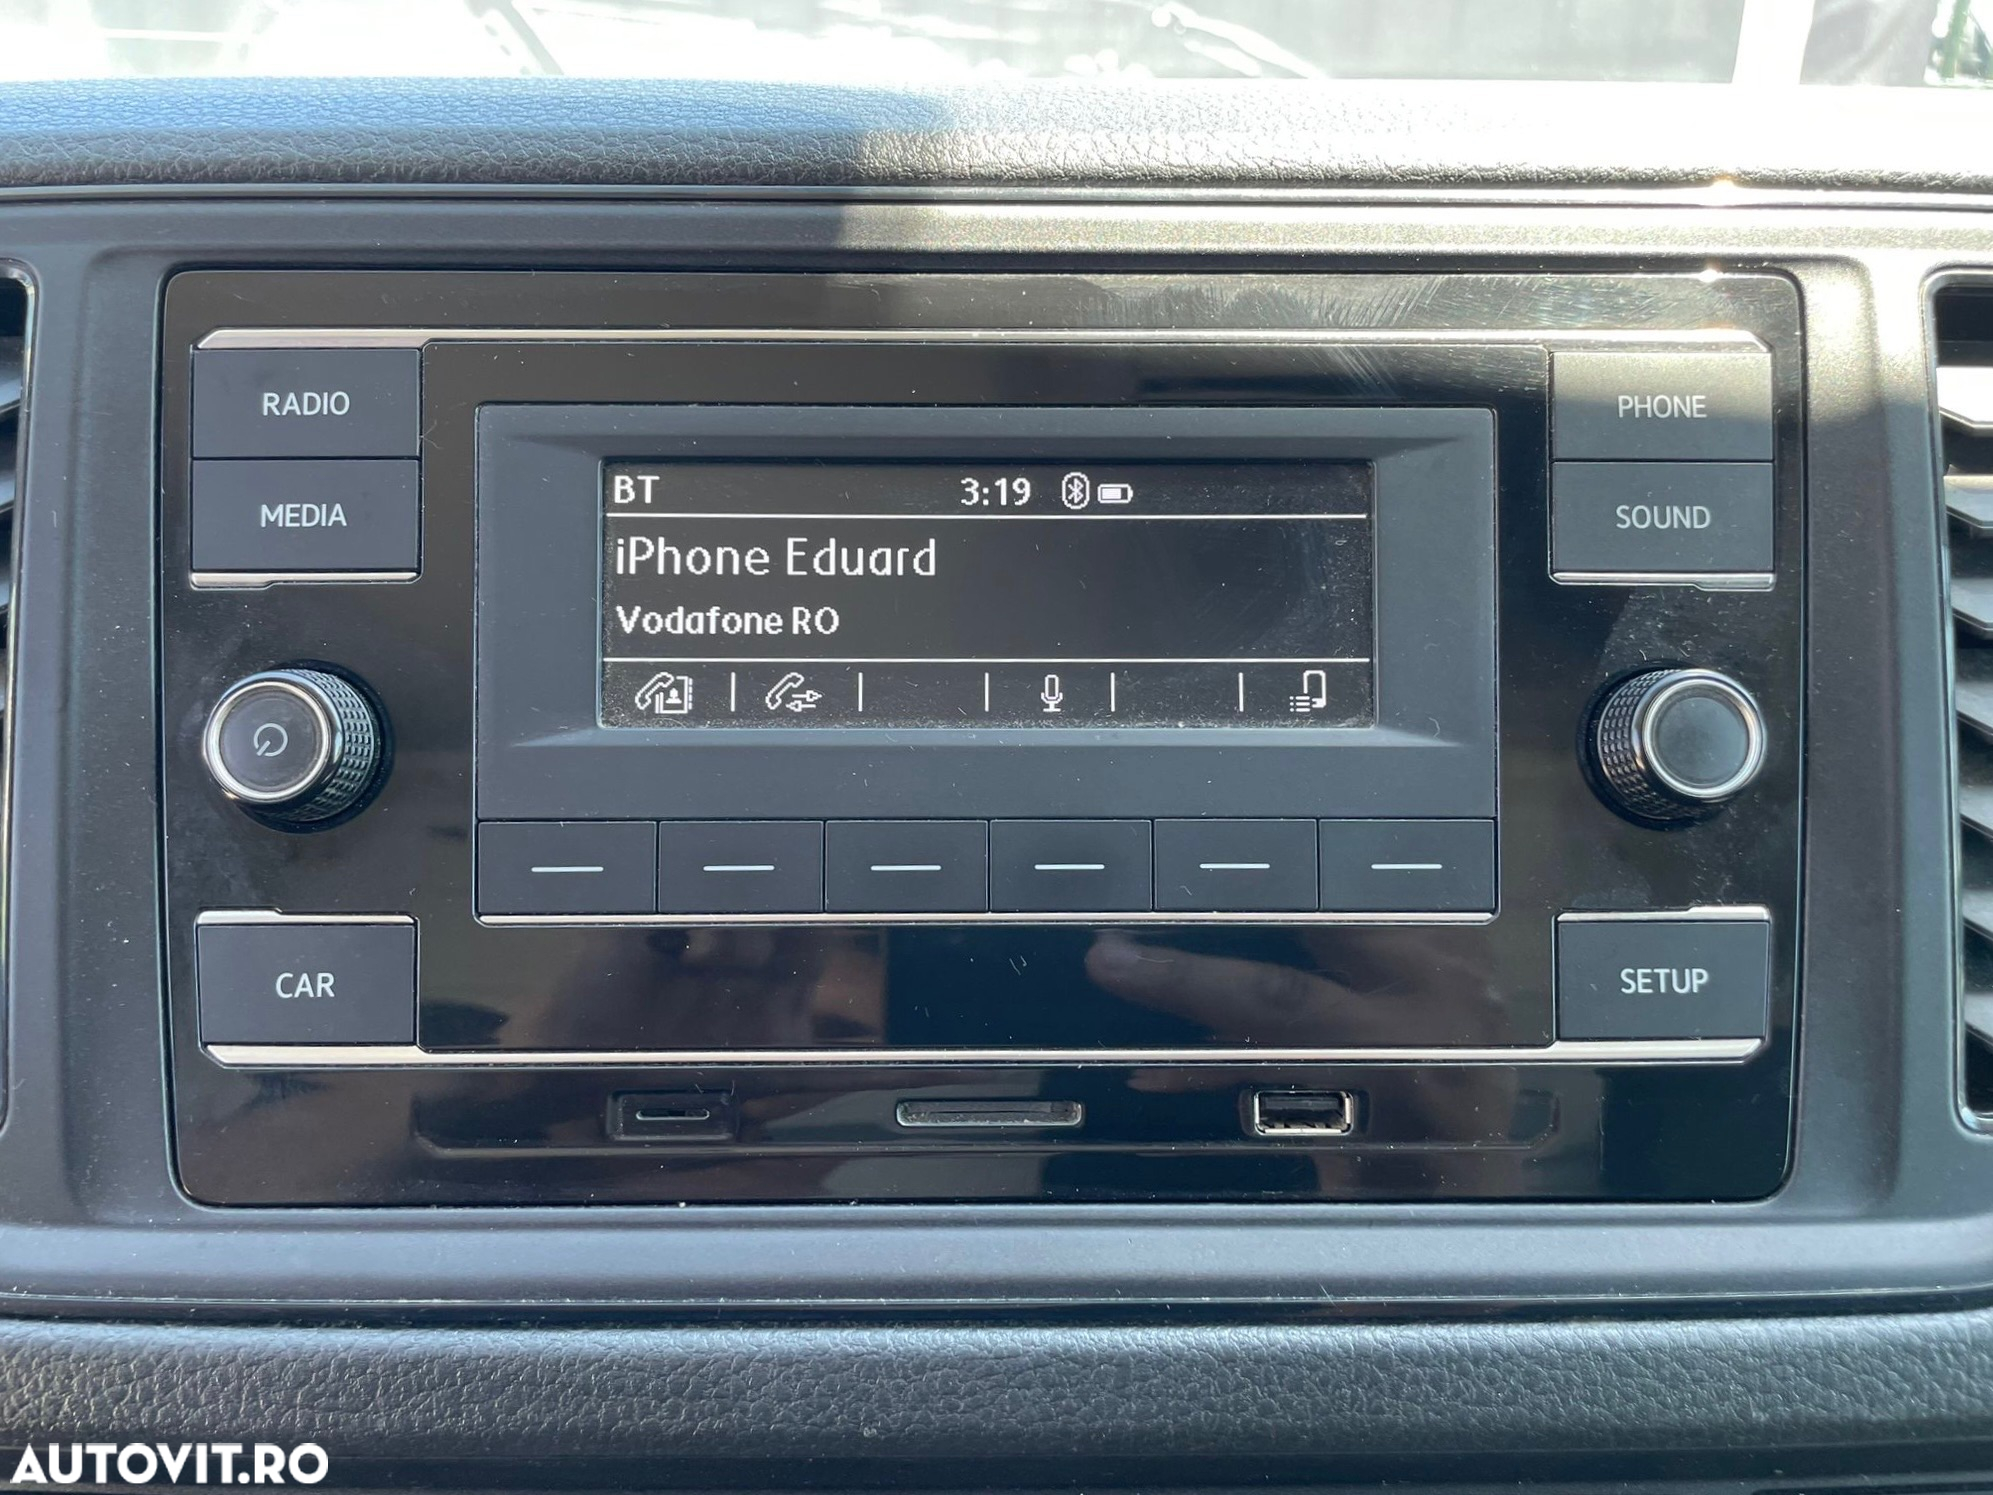 RADIO
PHONE
MEDIA
SOUND
BT 3:19
iPhone Eduard
Vodafone RO
CAR
SETUP
AUTOVIT.RO